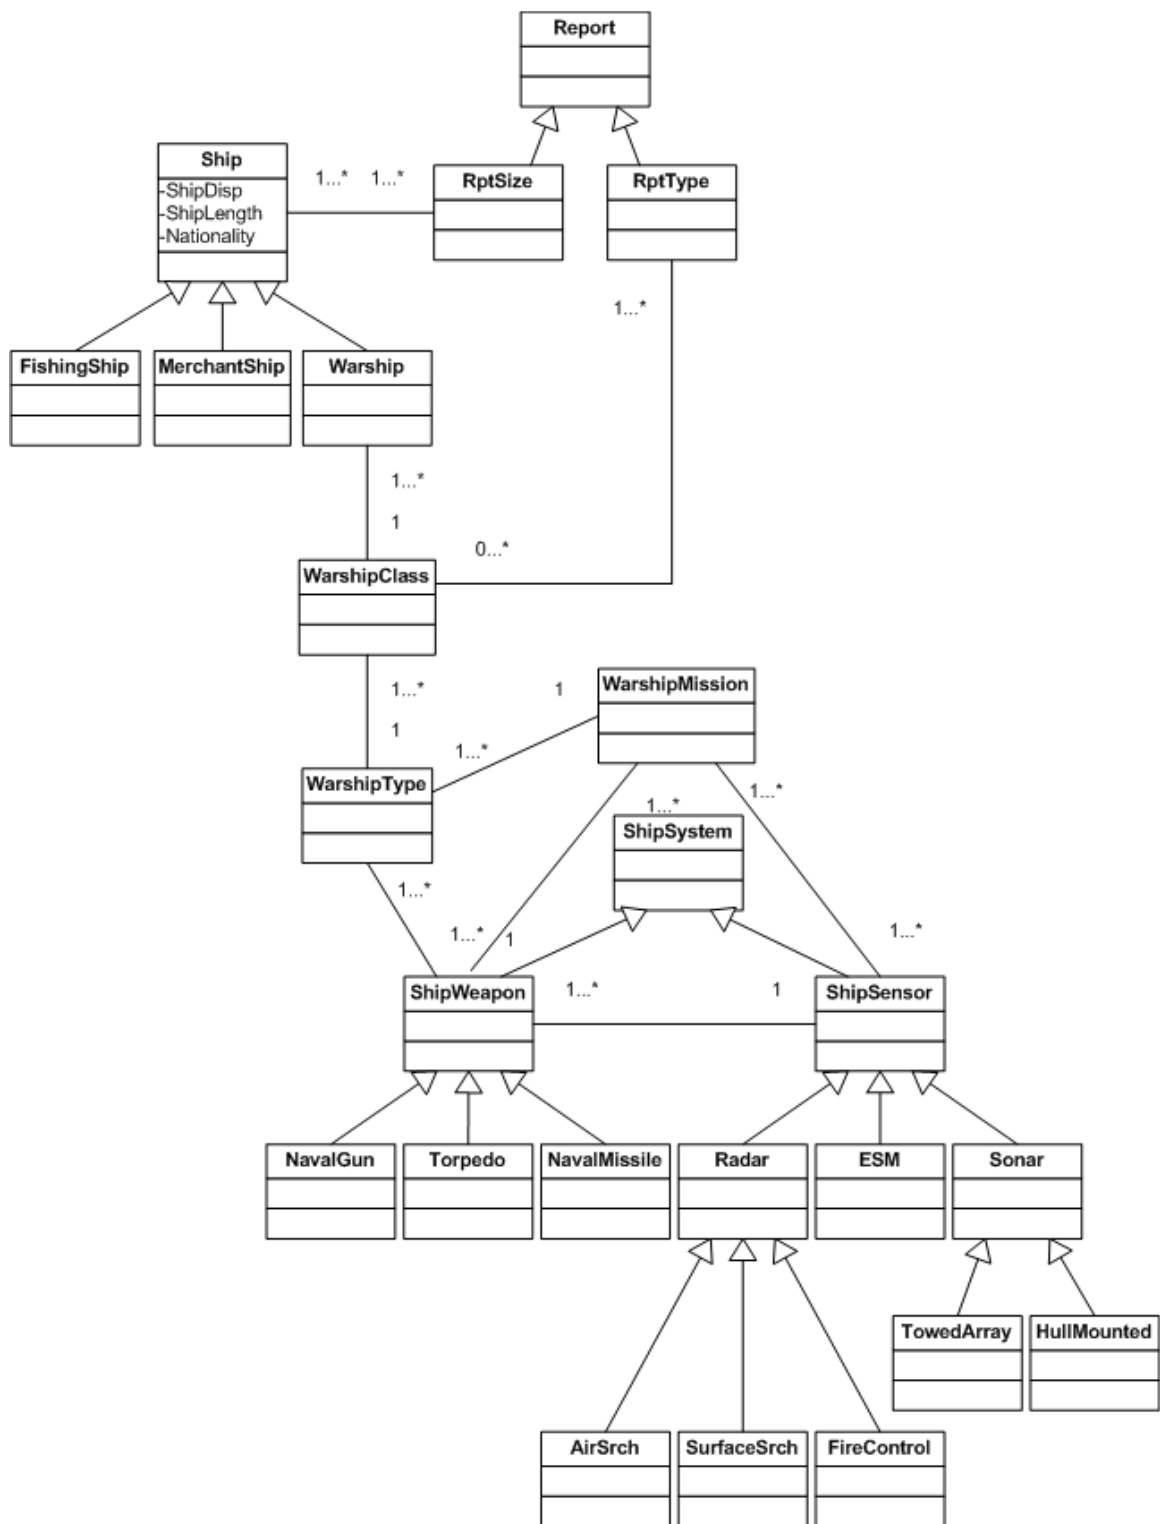 Report
Ship
-ShipDisp
-ShipLength
-Nationality
1...* 1...*
RptSize
RptType
1...*
FishingShip
MerchantShip
Warship
1...*
1
0...*
WarshipClass
1...*
1
1
WarshipMission
1...*
WarshipType
1...*
1...*
ShipSystem
1...*
1...*
1
1...*
ShipWeapon
1...*
1
ShipSensor
NavalGun
Torpedo
NavalMissile
Radar
ESM
Sonar
TowedArray
HullMounted
AirSrch
SurfaceSrch
FireControl